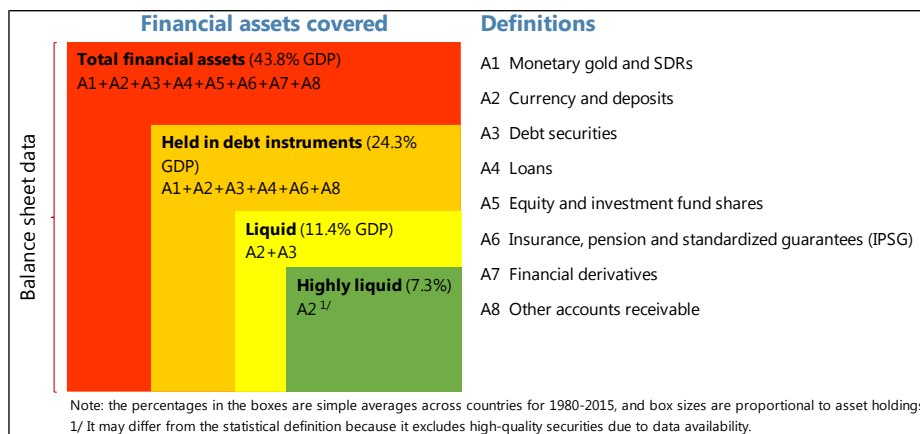 Financial assets covered
Definitions
Balance sheet data
Total financial assets (43.8% GDP)
A1+A2+A3+A4+A5+A6+A7+A8
Held in debt instruments (24.3%
GDP)
A1+A2+A3+A4+A6+A8
Liquid (11.4% GDP)
A2+A3
Highly liquid (7.3%)
A2 1/
A1 Monetary gold and SDRs
A2 Currency and deposits
A3 Debt securities
A4 Loans
A5 Equity and investment fund shares
A6 Insurance, pension and standardized guarantees (IPSG)
A7 Financial derivatives
A8 Other accounts receivable
Note: the percentages in the boxes are simple averages across countries for 1980-2015, and box sizes are proportional to asset holding
1/ It may differ from the statistical definition because it excludes high-quality securities due to data availability.